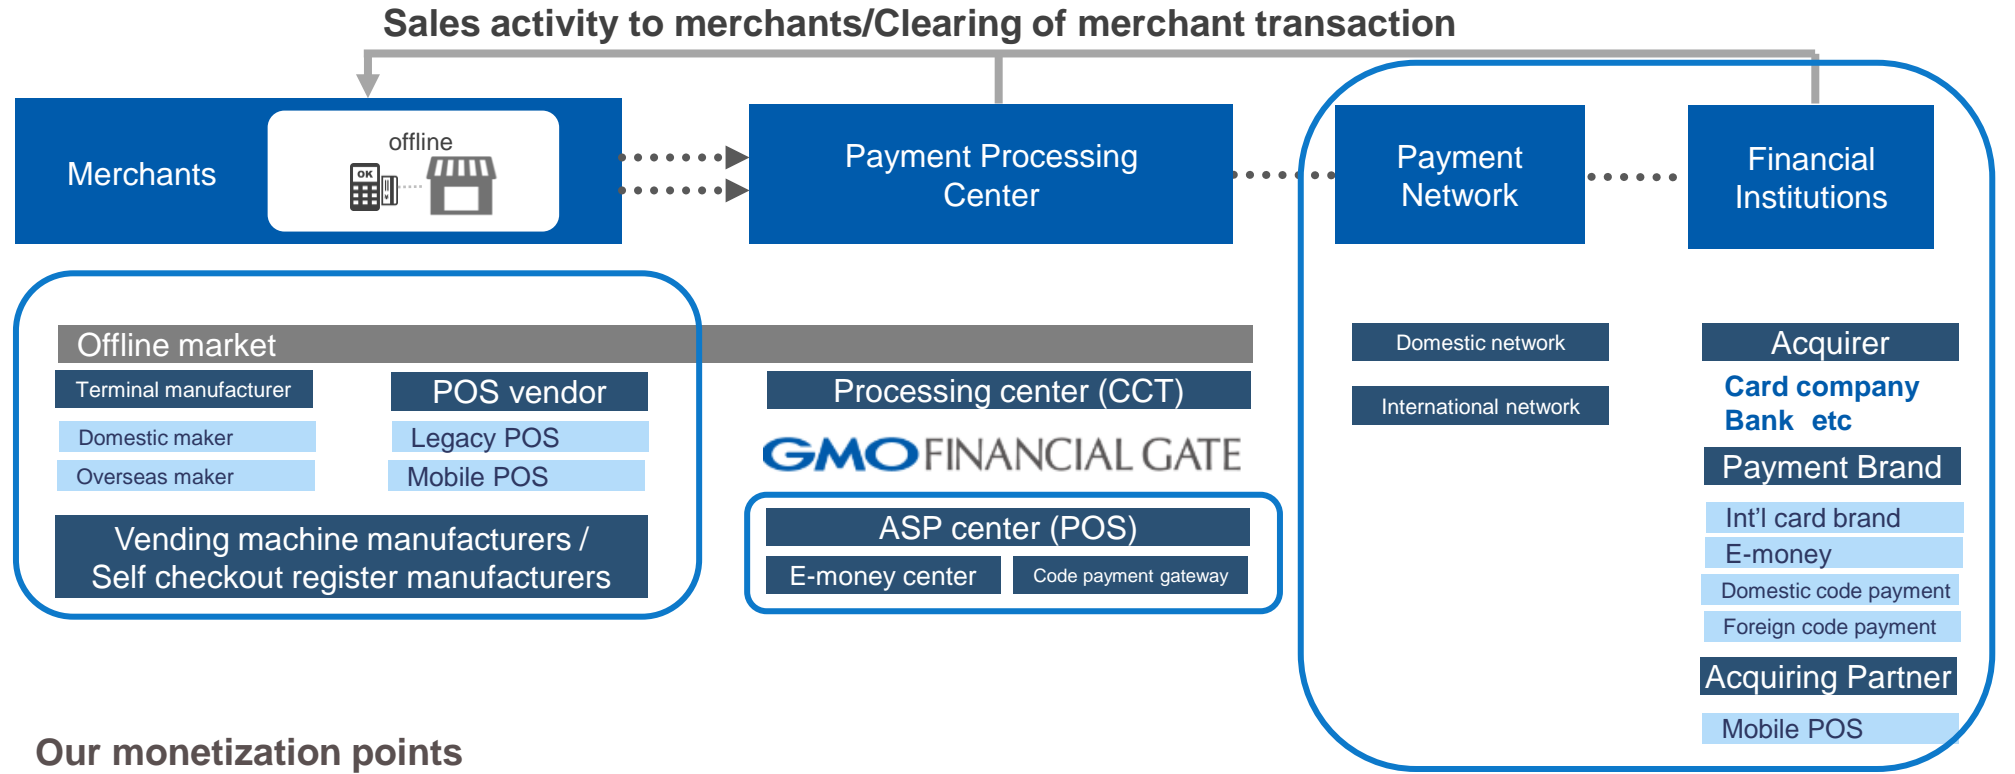 Sales activity to merchants/Clearing of merchant transaction
Merchants
offline
OK
Payment Processing
Center
Payment
Network
Financial
Institutions
Offline market
Terminal manufacturer
Domestic maker
Overseas maker
POS vendor
Legacy POS
Mobile POS
Vending machine manufacturers /
Self checkout register manufacturers
Processing center (CCT)
GMO FINANCIAL GATE
ASP center (POS)
E-money center
Code payment gateway
Domestic network
International network
Acquirer
Card company
Bank etc
Payment Brand
Int’l card brand
E-money
Domestic code payment
Foreign code payment
Acquiring Partner
Mobile POS
Our monetization points